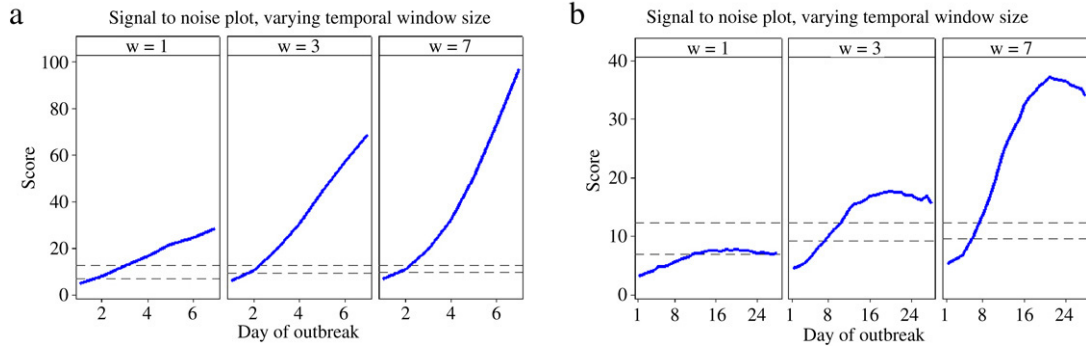 a
Signal to noise plot, varying temporal window size
w = 1 w = 3 w = 7
100
80
60
40
20
0
Score
2 4 6 2 4 6 2 4 6
Day of outbreak
b
Signal to noise plot, varying temporal window size
w = 1 w = 3 w = 7
40
30
20
10
0
Score
1 8 16 24 1 8 16 24 1 8 16 24
Day of outbreak